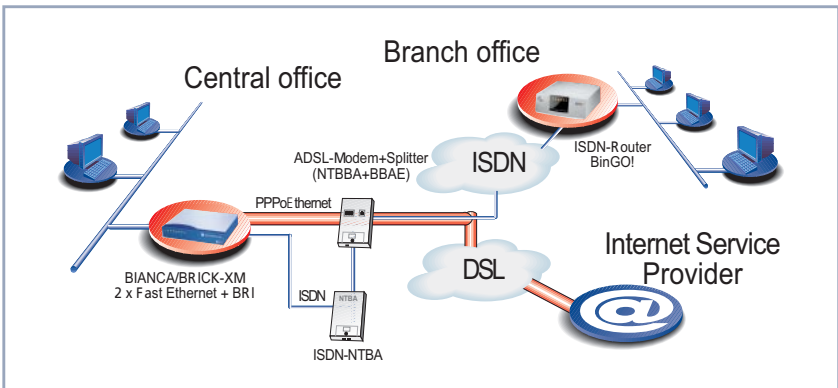 Branch office
Central office
ADSL-Modem+Splitter
(NTBBA+BBAE)
ISDN
ISDN-Router
BinGO!
PPPoEthernet
BIANCA/BRICK-XM
2 x Fast Ethernet + BRI
ISDN
NTBA
ISDN-NTBA
DSL
Internet Service
Provider
@